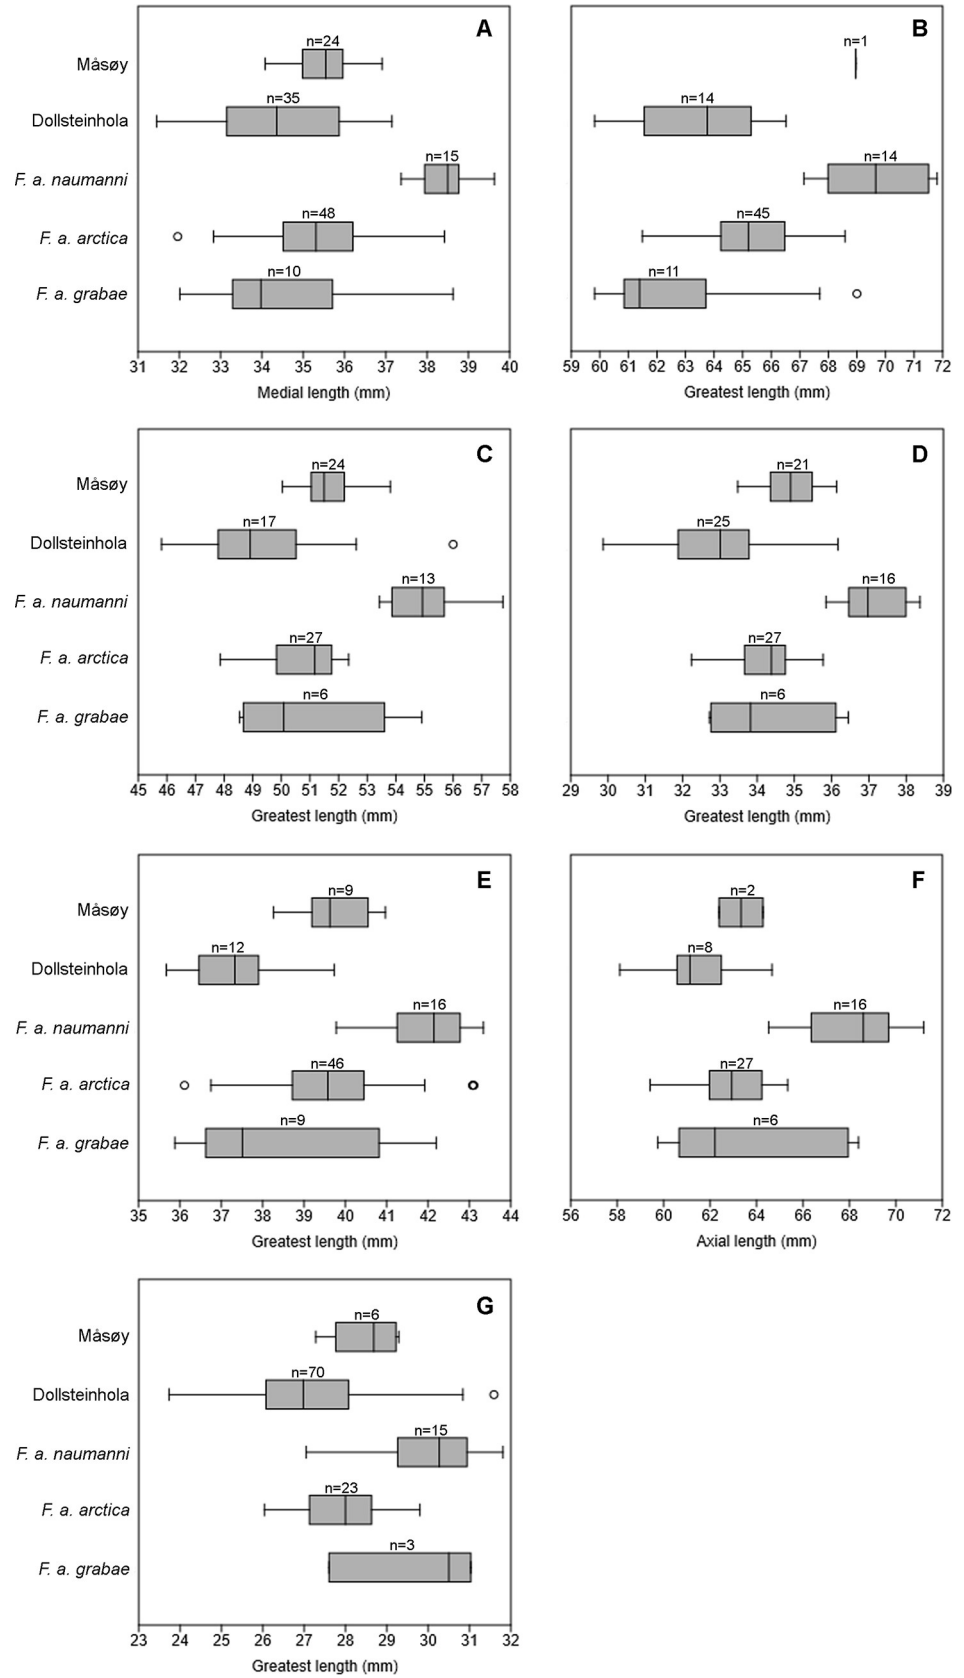 A
n=24
Måsøy
n=35
Dollsteinhola
n=15
F. a. naumanni
n=48
F. a. arctica
n=10
F. a. grabae
31 32 33 34 35 36 37 38 39 40
Medial length (mm)
B
n=1
n=14
n=14
n=45
n=11
59 60 61 62 63 64 65 66 67 68 69 70 71 72
Greatest length (mm)
C
n=24
Måsøy
n=17
Dollsteinhola
n=13
F. a. naumanni
n=27
F. a. arctica
n=6
F. a. grabae
45 46 47 48 49 50 51 52 53 54 55 56 57 58
Greatest length (mm)
D
n=21
n=25
n=16
n=27
n=6
29 30 31 32 33 34 35 36 37 38 39
Greatest length (mm)
E
n=9
Måsøy
n=12
Dollsteinhola
n=16
F. a. naumanni
n=46
F. a. arctica
n=9
F. a. grabae
35 36 37 38 39 40 41 42 43 44
Greatest length (mm)
F
n=2
n=8
n=16
n=27
n=6
56 58 60 62 64 66 68 70 72
Axial length (mm)
G
n=6
Måsøy
n=70
Dollsteinhola
n=15
F. a. naumanni
n=23
F. a. arctica
n=3
F. a. grabae
23 24 25 26 27 28 29 30 31 32
Greatest length (mm)